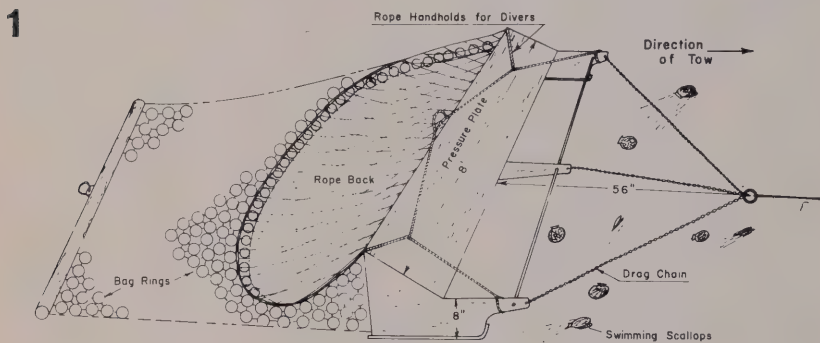 1
Rope Handholds for Divers
Direction
of Tow
Pressure Plate
8'
Rope Back
56"
Bag Rings
Drag Chain
8"
Swimming Scallops